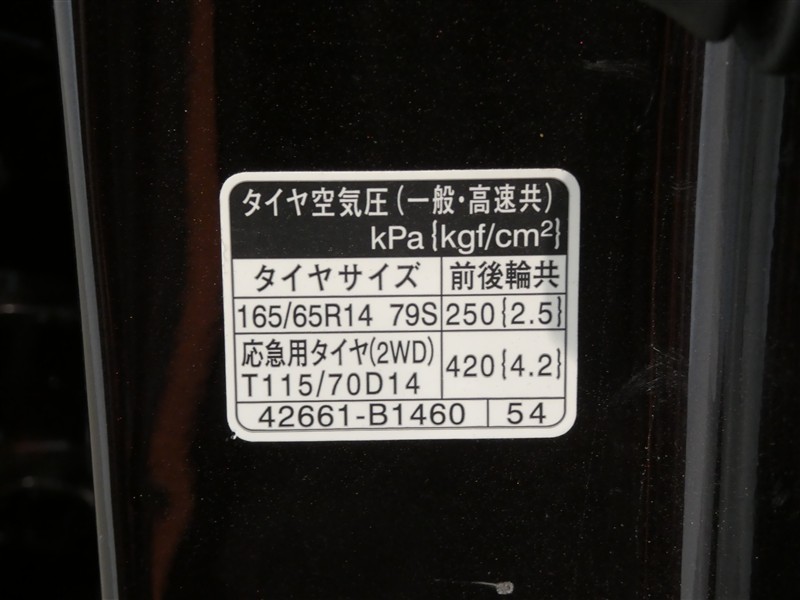 タイヤ空気圧(一般・高速共)
kPa{kgf/cm²}
タイヤサイズ 前後輪共
165/65R14 79S 250{2.5}
応急用タイヤ(2WD)
T115/70D14 420{4.2}
42661-B1460 54